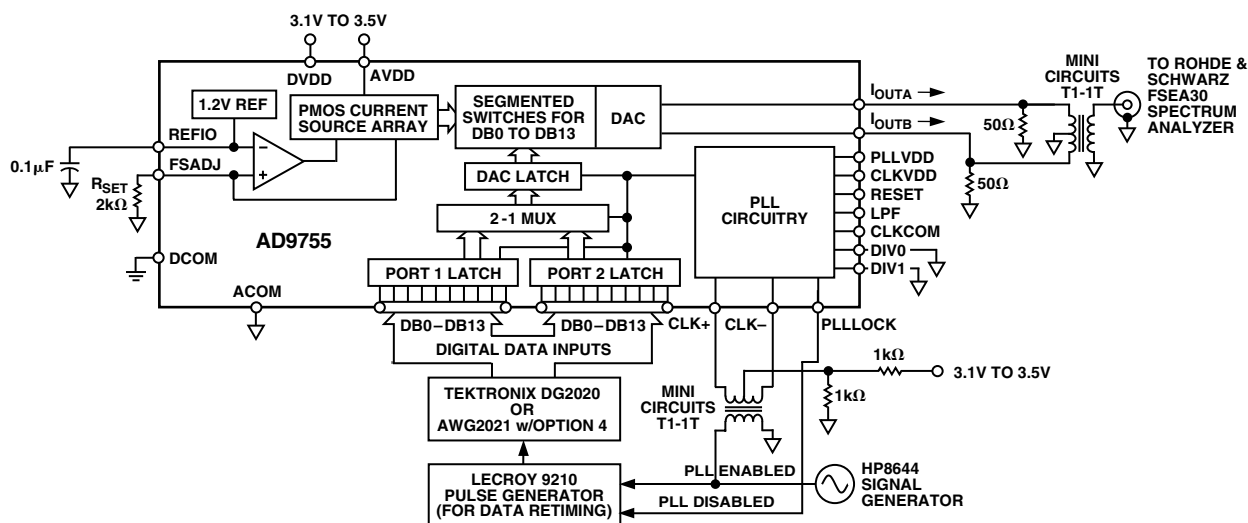 3.1V TO 3.5V
DVDD
AVDD
1.2V REF
PMOS CURRENT
SOURCE ARRAY
SEGMENTED
SWITCHES FOR
DB0 TO DB13
DAC
IOUTA
IOUTB
MINI
CIRCUITS
T1-1T
TO ROHDE &
SCHWARZ
FSEA30
SPECTRUM
ANALYZER
50Ω
50Ω
REFIO
0.1μF
FSADJ
RSET
2kΩ
–
+
DAC LATCH
2-1 MUX
PLL
CIRCUITRY
PLLVDD
CLKVDD
RESET
LPF
CLKCOM
DIV0
DIV1
AD9755
DCOM
ACOM
PORT 1 LATCH
PORT 2 LATCH
DB0–DB13
DB0–DB13
CLK+
CLK–
PLLLOCK
DIGITAL DATA INPUTS
TEKTRONIX DG2020
OR
AWG2021 w/OPTION 4
MINI
CIRCUITS
T1-1T
1kΩ
3.1V TO 3.5V
1kΩ
LECROY 9210
PULSE GENERATOR
(FOR DATA RETIMING)
PLL ENABLED
PLL DISABLED
HP8644
SIGNAL
GENERATOR